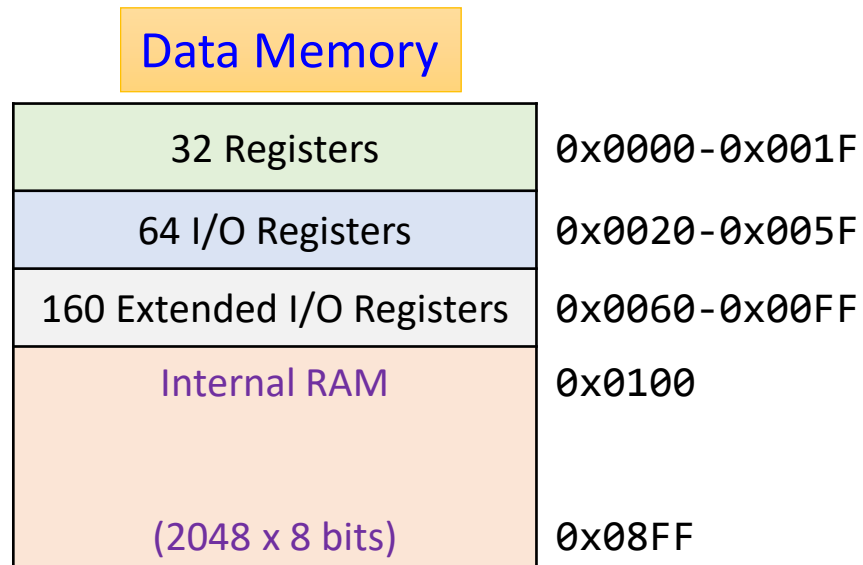 Data Memory
32 Registers 0x0000-0x001F
64 I/O Registers 0x0020-0x005F
160 Extended I/O Registers 0x0060-0x00FF
Internal RAM 0x0100
(2048 x 8 bits) 0x08FF